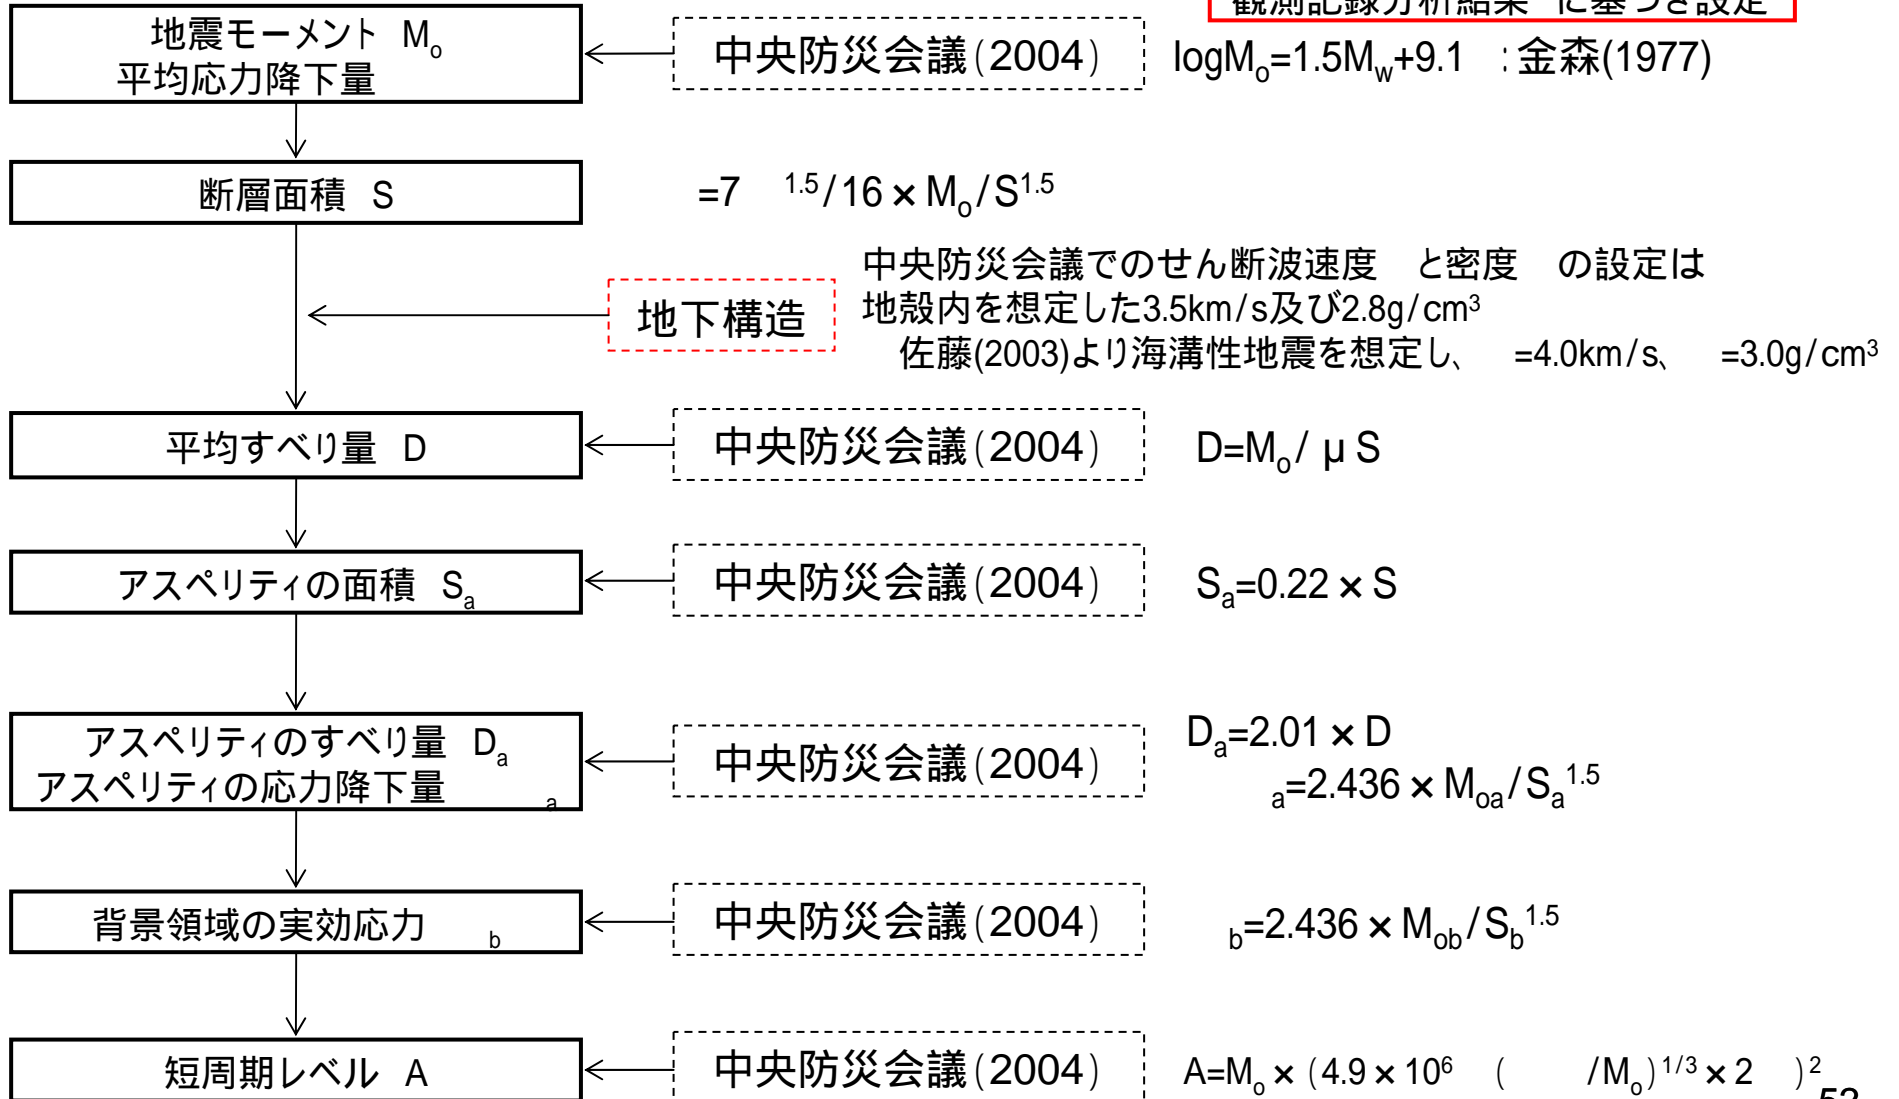 観測記録分析結果 に基づき設定
地震モーメント Mo
平均応力降下量
中央防災会議(2004)
logMo=1.5Mw+9.1 :金森(1977)
断層面積 S
=7 1.5/16×Mo/S1.5
地下構造
中央防災会議でのせん断波速度 と密度 の設定は
地殻内を想定した3.5km/s及び2.8g/cm3
佐藤(2003)より海溝性地震を想定し、 =4.0km/s、 =3.0g/cm3
平均すべり量 D
中央防災会議(2004)
D=Mo/μS
アスペリティの面積 Sa
中央防災会議(2004)
Sa=0.22×S
アスペリティのすべり量 Da
アスペリティの応力降下量 a
中央防災会議(2004)
Da=2.01×D
a=2.436×Moa/Sa1.5
背景領域の実効応力 b
中央防災会議(2004)
b=2.436×Mob/Sb1.5
短周期レベル A
中央防災会議(2004)
A=Mo×(4.9×106 ( /Mo)1/3×2 )2